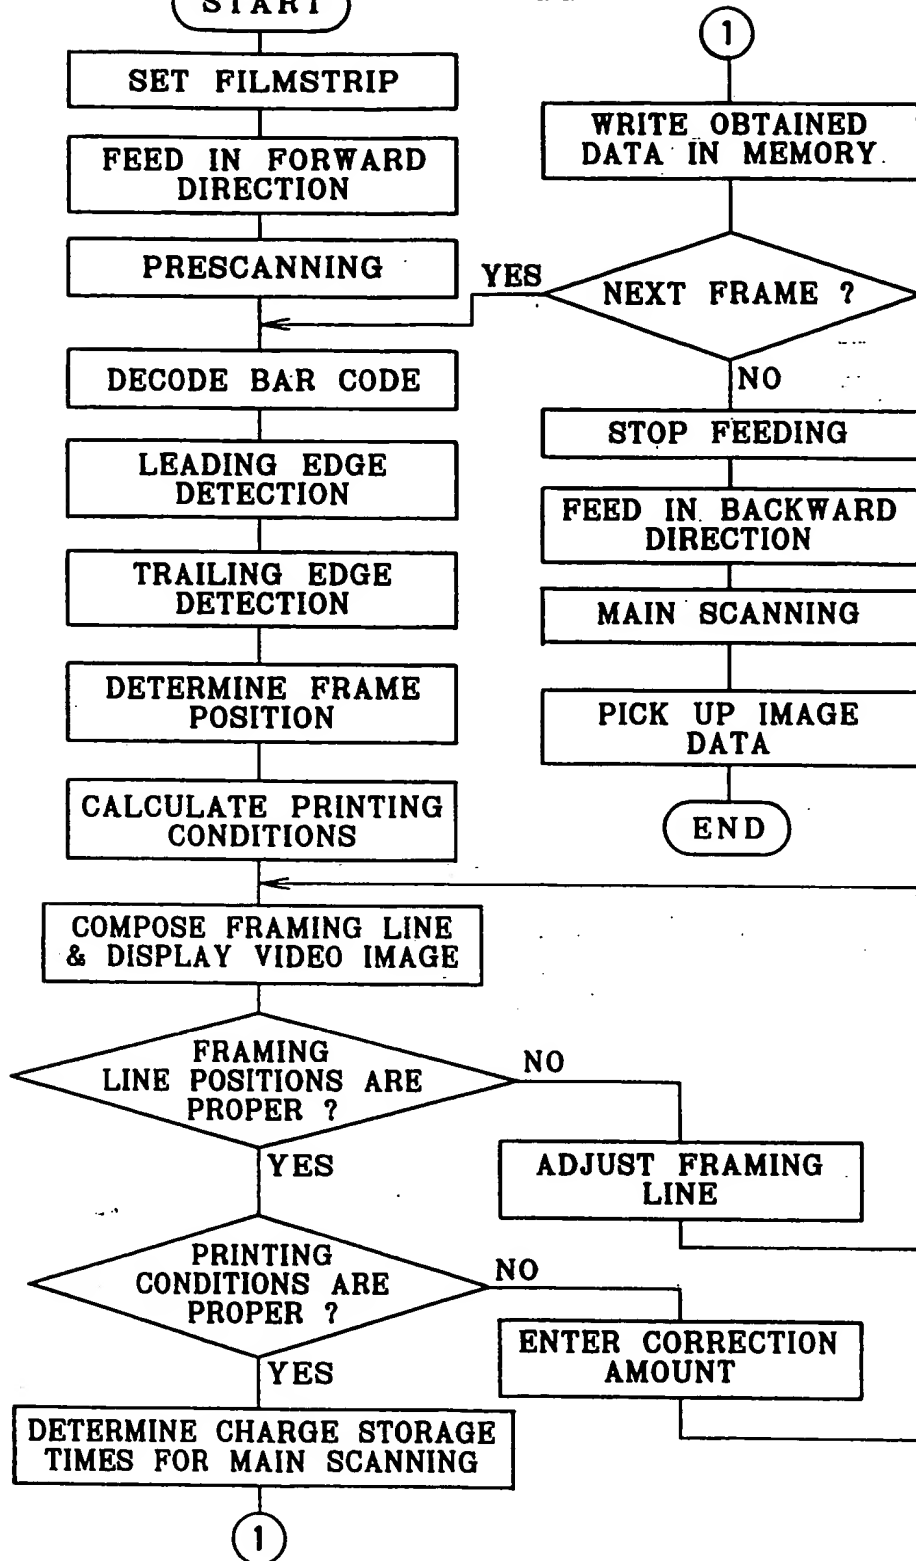 START
SET FILMSTRIP
FEED IN FORWARD
DIRECTION
PRESCANNING
DECODE BAR CODE
LEADING EDGE
DETECTION
TRAILING EDGE
DETECTION
DETERMINE FRAME
POSITION
CALCULATE PRINTING
CONDITIONS
COMPOSE FRAMING LINE
& DISPLAY VIDEO IMAGE
FRAMING
LINE POSITIONS ARE
PROPER ?
NO
YES
ADJUST FRAMING
LINE
PRINTING
CONDITIONS ARE
PROPER ?
NO
YES
ENTER CORRECTION
AMOUNT
DETERMINE CHARGE STORAGE
TIMES FOR MAIN SCANNING
1
1
WRITE OBTAINED
DATA IN MEMORY
NEXT FRAME ?
YES
NO
STOP FEEDING
FEED IN BACKWARD
DIRECTION
MAIN SCANNING
PICK UP IMAGE
DATA
END